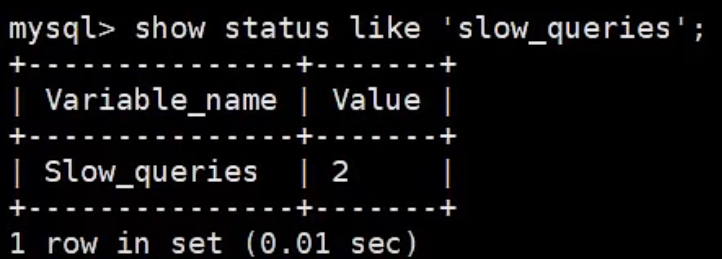 mysql> show status like 'slow_queries';
+---------------+-------+
| Variable_name | Value |
+---------------+-------+
| Slow_queries  | 2     |
+---------------+-------+
1 row in set (0.01 sec)